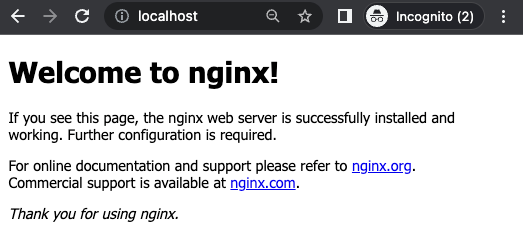 localhost
Incognito (2)
Welcome to nginx!
If you see this page, the nginx web server is successfully installed and
working. Further configuration is required.
For online documentation and support please refer to nginx.org.
Commercial support is available at nginx.com.
Thank you for using nginx.